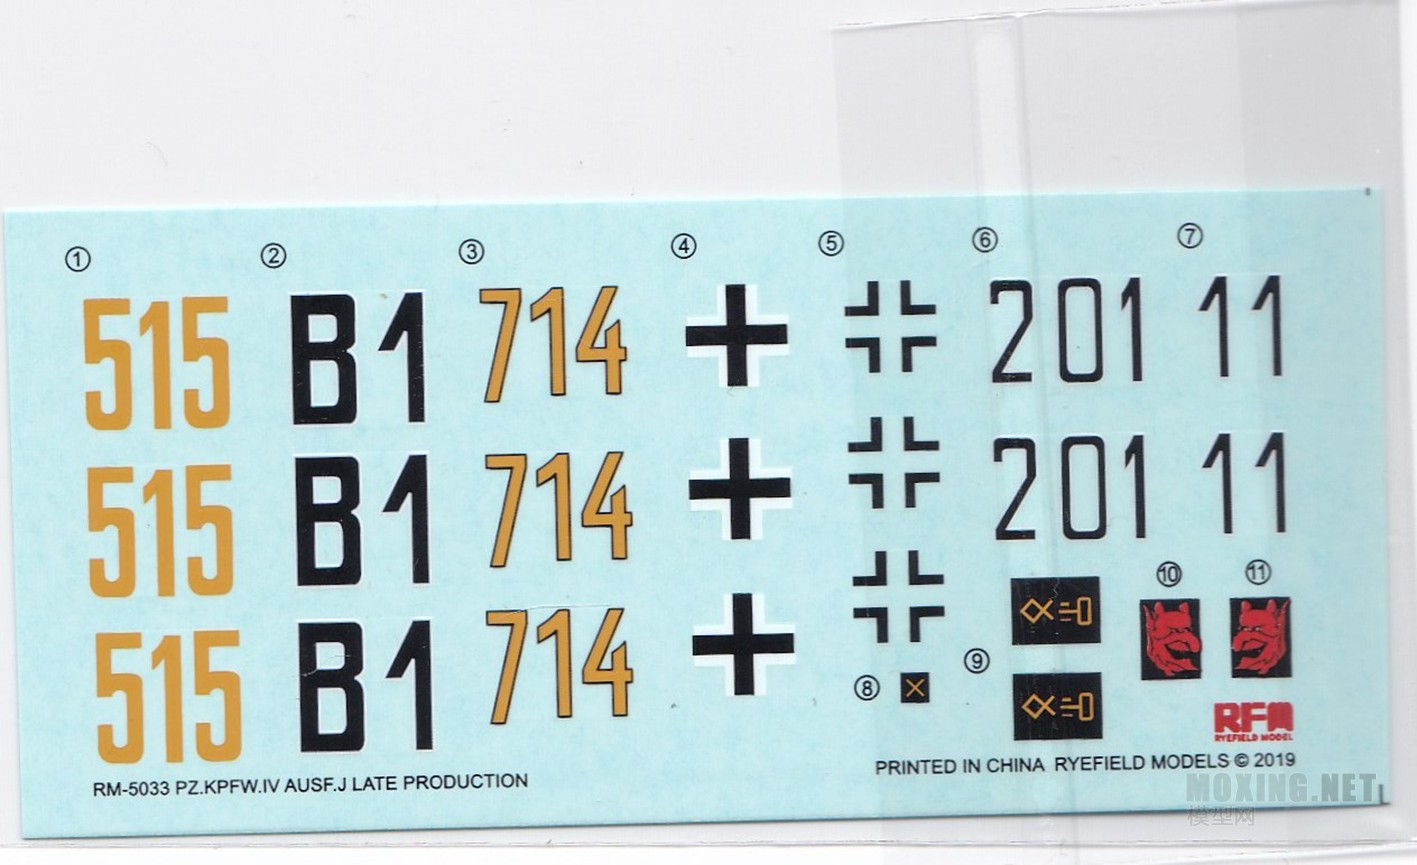 ① ② ③ ④ ⑤ ⑥ ⑦
515 B1 714 201 11
515 B1 714 201 11
⑩ ⑪
515 B1 714
⑧ ⑨
RFM
RYEFIELD MODEL
RM-5033 PZ.KPFW.IV AUSF.J LATE PRODUCTION
PRINTED IN CHINA RYEFIELD MODELS © 2019
MOXING.NET
模型网